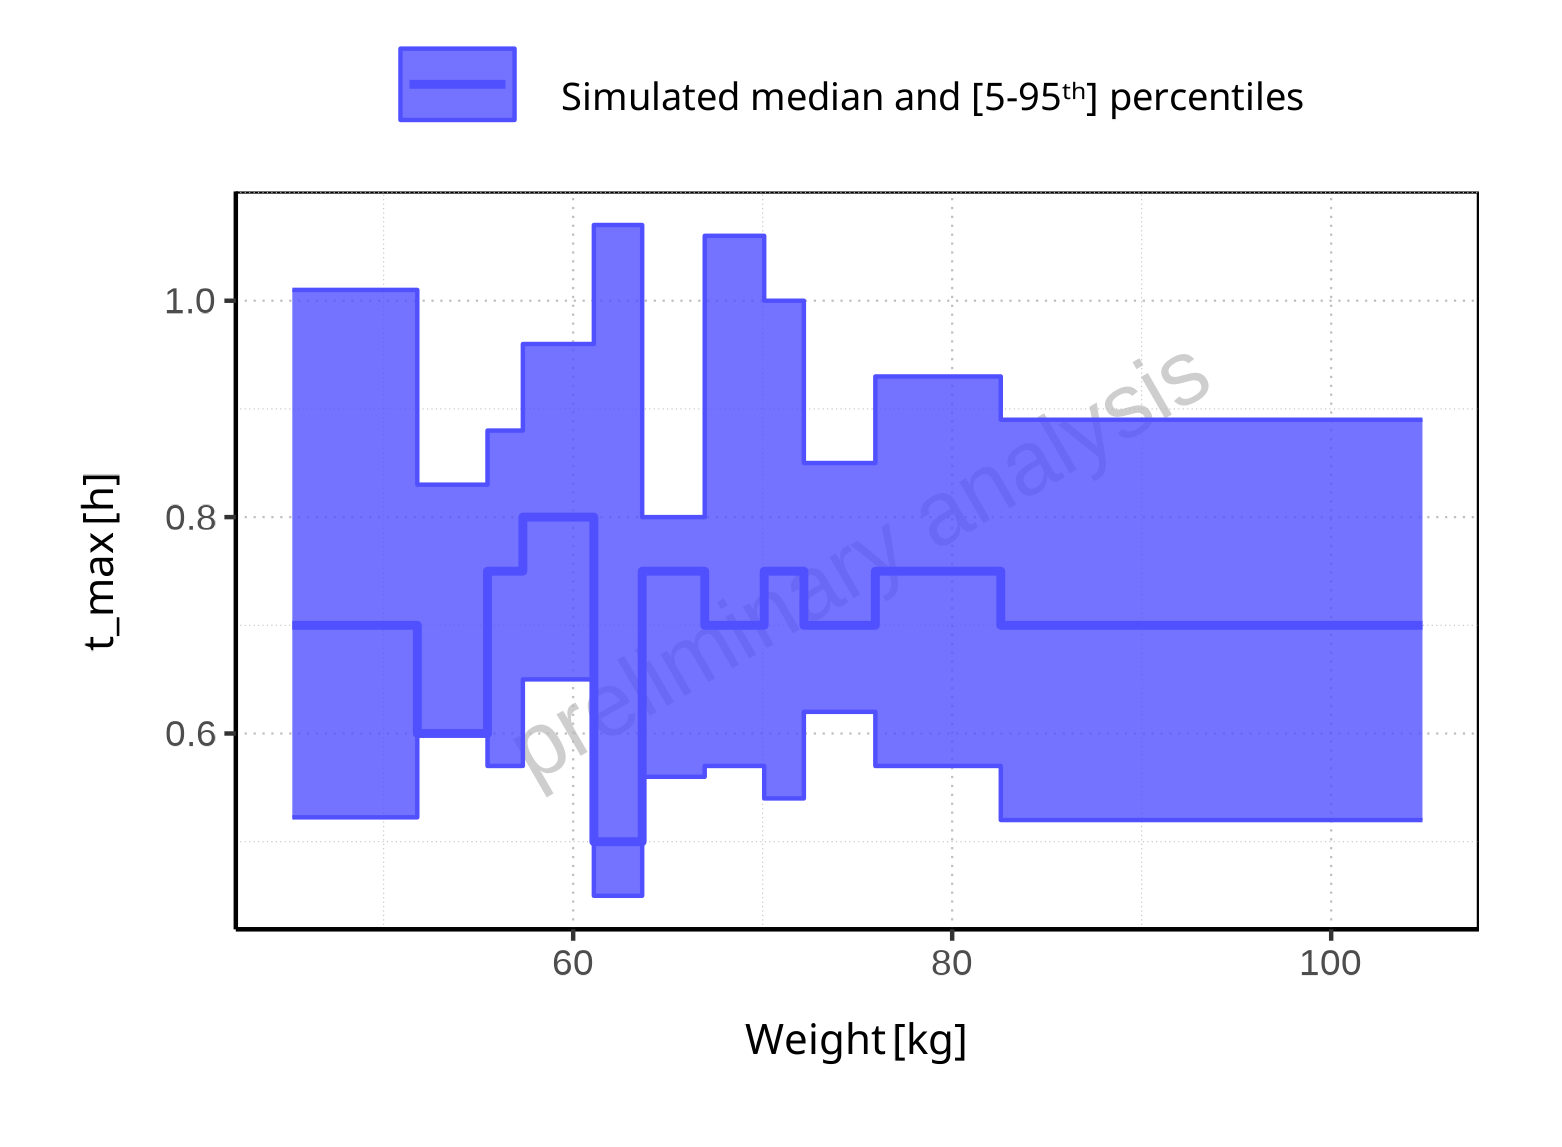 Simulated median and [5-95ᵗʰ] percentiles
1.0
0.8
0.6
t_max [h]
preliminary analysis
60 80 100
Weight [kg]